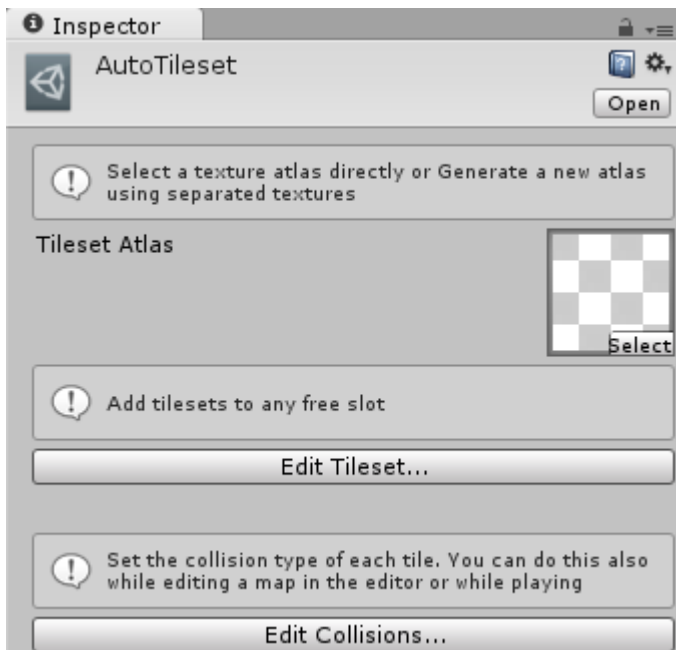 Inspector
AutoTileset
Open
Select a texture atlas directly or Generate a new atlas
using separated textures
Tileset Atlas
Select
Add tilesets to any free slot
Edit Tileset...
Set the collision type of each tile. You can do this also
while editing a map in the editor or while playing
Edit Collisions...